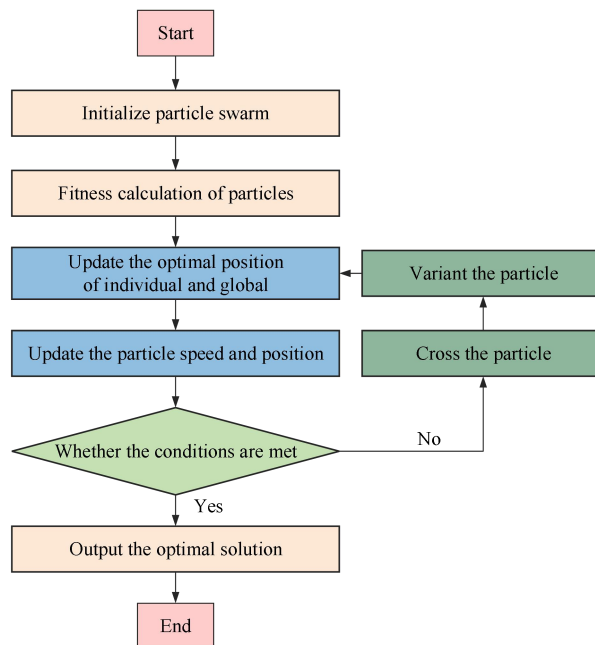 Start
Initialize particle swarm
Fitness calculation of particles
Update the optimal position
of individual and global
Variant the particle
Update the particle speed and position
Cross the particle
Whether the conditions are met
No
Yes
Output the optimal solution
End